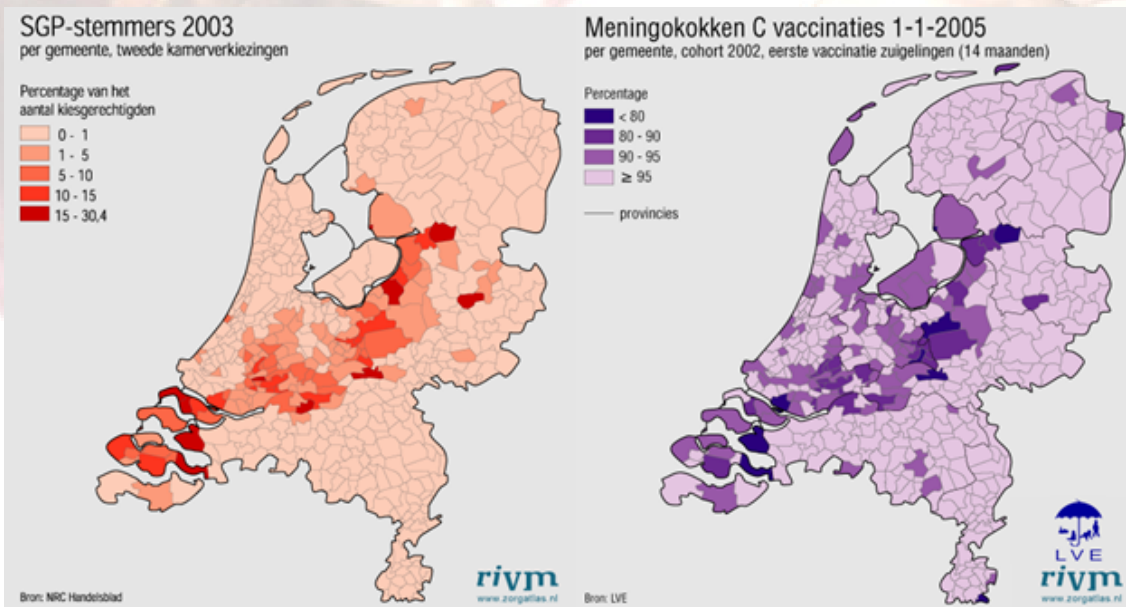 SGP-stemmers 2003
per gemeente, tweede kamerverkiezingen
Percentage van het
aantal kiesgerechtigden
0 - 1
1 - 5
5 - 10
10 - 15
15 - 30,4
Bron: NRC Handelsblad
rivm
www.zorgatlas.nl
Meningokokken C vaccinaties 1-1-2005
per gemeente, cohort 2002, eerste vaccinatie zuigelingen (14 maanden)
Percentage
< 80
80 - 90
90 - 95
≥ 95
provincies
Bron: LVE
LVE
rivm
www.zorgatlas.nl